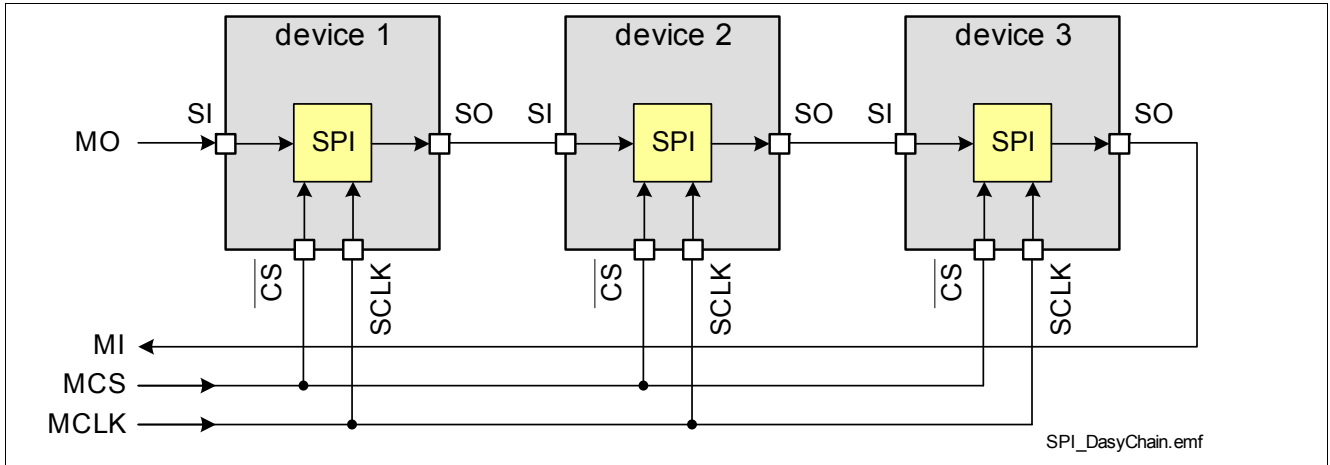 device 1 device 2 device 3
SI SO SI SO SI SO
MO SPI SPI SPI
CS SCLK CS SCLK CS SCLK
MI
MCS
MCLK
SPI_DasyChain.emf